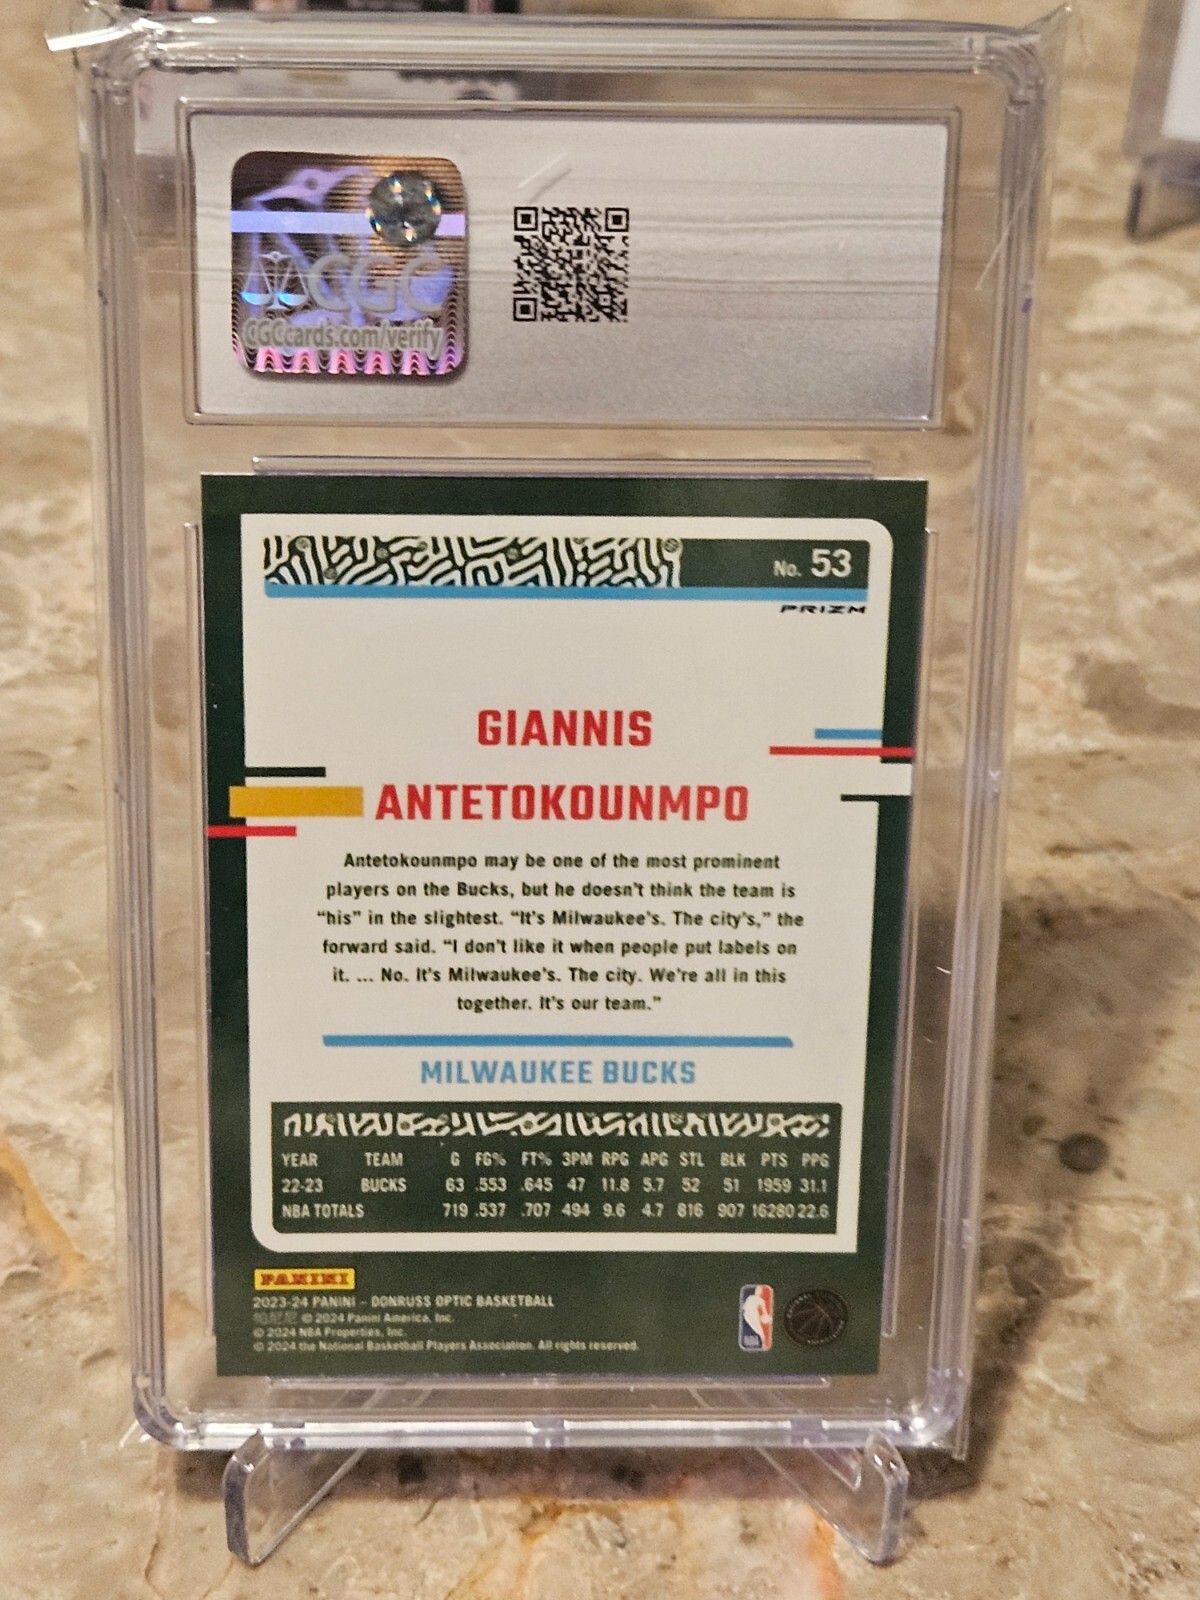 CGC
CGCcards.com/verify
No. 53
PRIZM
GIANNIS
ANTETOKOUNMPO
Antetokounmpo may be one of the most prominent
players on the Bucks, but he doesn't think the team is
“his” in the slightest. “It's Milwaukee's. The city's,” the
forward said. “I don't like it when people put labels on
it. ... No. It's Milwaukee's. The city. We're all in this
together. It's our team.”
MILWAUKEE BUCKS
YEAR TEAM G FG% FT% 3PM RPG APG STL BLK PTS PPG
22-23 BUCKS 63 .553 .645 47 11.8 5.7 52 51 1959 31.1
NBA TOTALS 719 .537 .707 494 9.6 4.7 816 907 16280 22.6
PANINI
2023-24 PANINI – DONRUSS OPTIC BASKETBALL
© 2024 Panini America, Inc.
© 2024 NBA Properties, Inc.
© 2024 the National Basketball Players Association. All rights reserved.
NBA